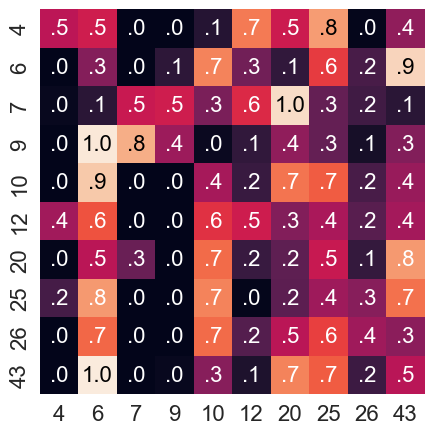 4 .5 .5 .0 .0 .1 .7 .5 .8 .0 .4
6 .0 .3 .0 .1 .7 .3 .1 .6 .2 .9
7 .0 .1 .5 .5 .3 .6 1.0 .3 .2 .1
9 .0 1.0 .8 .4 .0 .1 .4 .3 .1 .3
10 .0 .9 .0 .0 .4 .2 .7 .7 .2 .4
12 .4 .6 .0 .0 .6 .5 .3 .4 .2 .4
20 .0 .5 .3 .0 .7 .2 .2 .5 .1 .8
25 .2 .8 .0 .0 .7 .0 .2 .4 .3 .7
26 .0 .7 .0 .0 .7 .2 .5 .6 .4 .3
43 .0 1.0 .0 .0 .3 .1 .7 .7 .2 .5
4 6 7 9 10 12 20 25 26 43